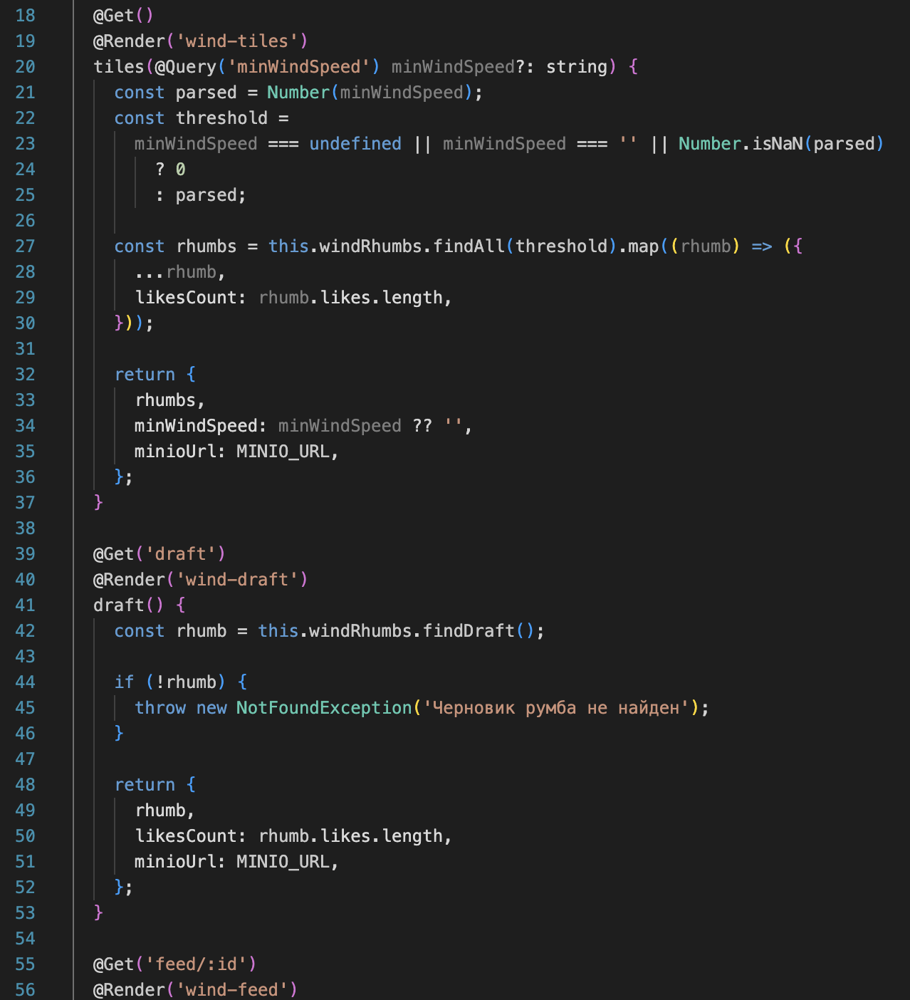 18 @Get()
19 @Render('wind-tiles')
20 tiles(@Query('minWindSpeed') minWindSpeed?: string) {
21 const parsed = Number(minWindSpeed);
22 const threshold =
23 minWindSpeed === undefined || minWindSpeed === '' || Number.isNaN(parsed)
24 ? 0
25 : parsed;
26
27 const rhumbs = this.windRhumbs.findAll(threshold).map((rhumb) => ({
28 ...rhumb,
29 likesCount: rhumb.likes.length,
30 }));
31
32 return {
33 rhumbs,
34 minWindSpeed: minWindSpeed ?? '',
35 minioUrl: MINIO_URL,
36 };
37 }
38
39 @Get('draft')
40 @Render('wind-draft')
41 draft() {
42 const rhumb = this.windRhumbs.findDraft();
43
44 if (!rhumb) {
45 throw new NotFoundException('Черновик румба не найден');
46 }
47
48 return {
49 rhumb,
50 likesCount: rhumb.likes.length,
51 minioUrl: MINIO_URL,
52 };
53 }
54
55 @Get('feed/:id')
56 @Render('wind-feed')